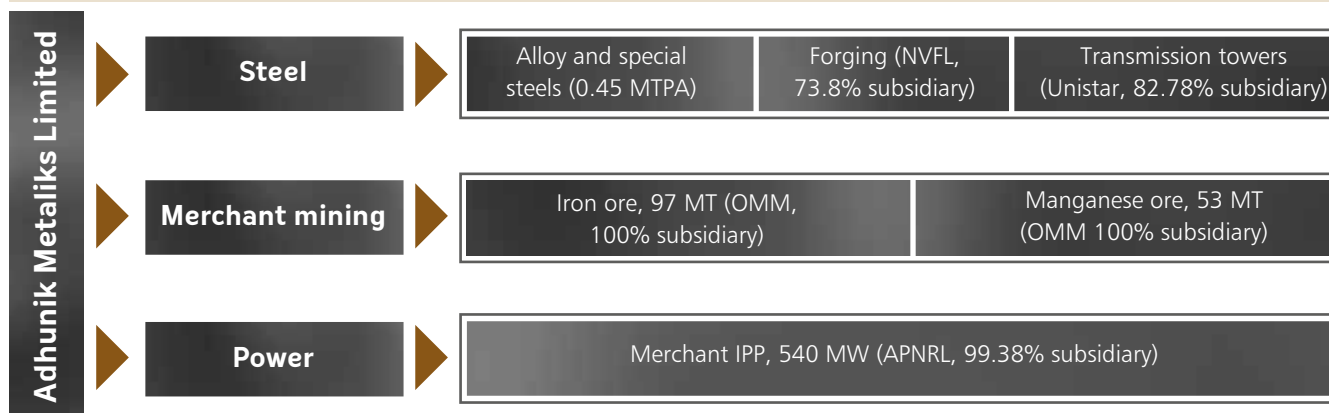 Adhunik Metaliks Limited
Steel
Alloy and special
steels (0.45 MTPA)
Forging (NVFL,
73.8% subsidiary)
Transmission towers
(Unistar, 82.78% subsidiary)
Merchant mining
Iron ore, 97 MT (OMM,
100% subsidiary)
Manganese ore, 53 MT
(OMM 100% subsidiary)
Power
Merchant IPP, 540 MW (APNRL, 99.38% subsidiary)